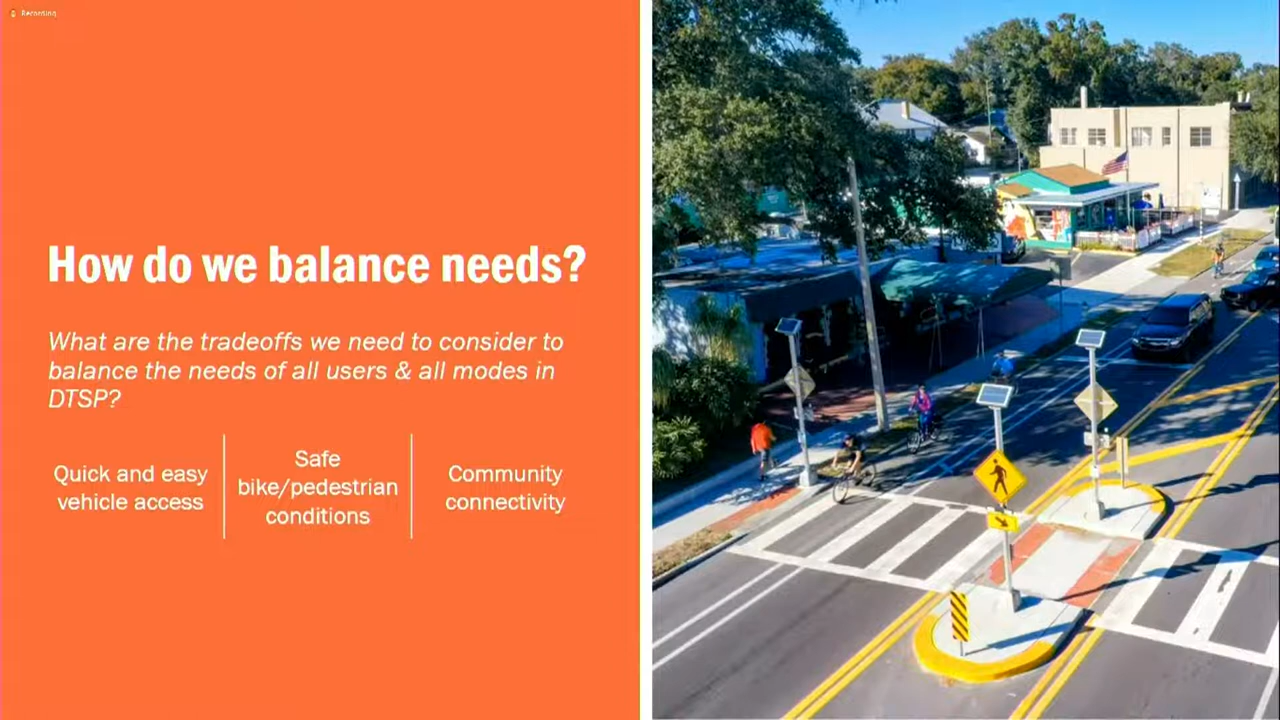 Recording
How do we balance needs?
What are the tradeoffs we need to consider to
balance the needs of all users & all modes in
DTSP?
Quick and easy
vehicle access
Safe
bike/pedestrian
conditions
Community
connectivity